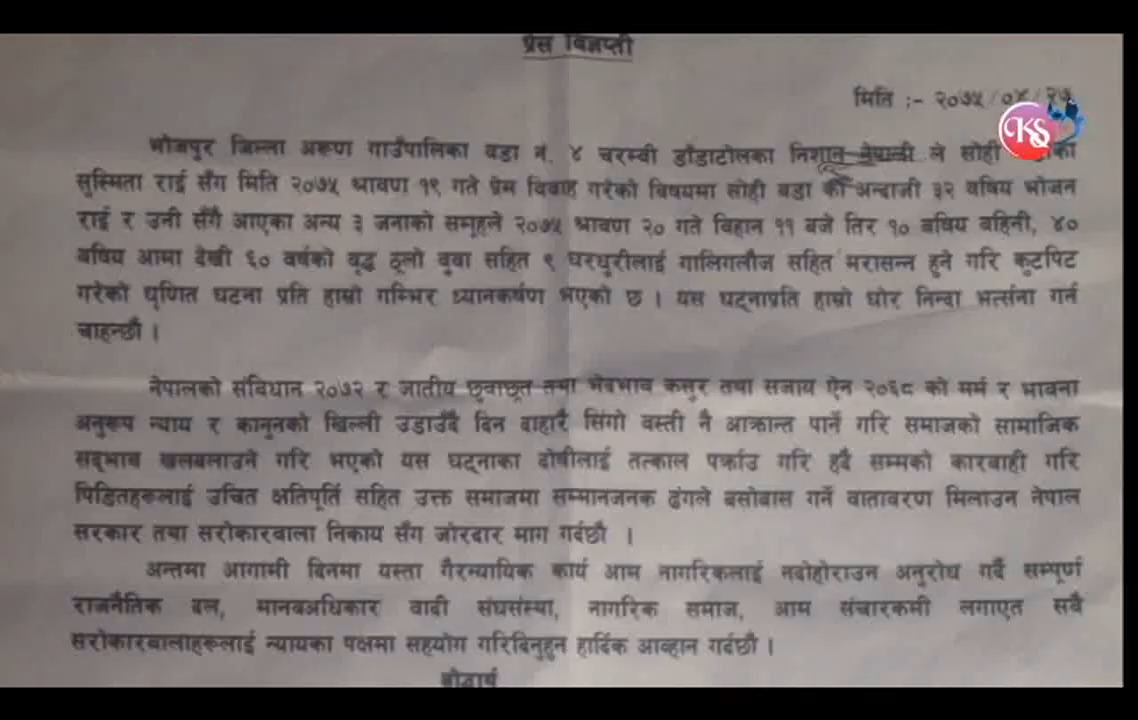 प्रेस विज्ञप्ती
मिति :- २०७५/०४/२७
KS
भोजपुर जिल्ला अरूण गाउँपालिका वडा नं. ४ चरम्बी डाँडाटोलका निशान नेपाली ले सोही
सुस्मिता राई सँग मिति २०७५ श्रावण १९ गते प्रेम विवाह गरेको विषयमा सोही वडा की अन्दाजी ३२ वर्षिय भोजन
राई र उनी सँगै आएका अन्य ३ जनाको समूहले २०७५ श्रावण २० गते विहान ११ बजे तिर १० वर्षिय बहिनी, ४०
वर्षिय आमा देखी ६० वर्षको वृद्ध ठूलो बुवा सहित ९ घरधुरीलाई गालिगलौज सहित मरासन्न हुने गरि कुटपिट
गरेको घृणित घटना प्रति हाम्रो गम्भिर ध्यानकर्षण भएको छ । यस घट्नाप्रति हाम्रो घोर निन्दा भर्त्सना गर्न
चाहन्छौ ।
नेपालको संविधान २०७२ र जातीय छुवाछूत तथा भेदभाव कसुर तथा सजाय ऐन २०६८ को मर्म र भावना
अनुरूप न्याय र कानुनको खिल्ली उडाउँदै दिन दाहारै सिंगो वस्ती नै आक्रान्त पार्ने गरि समाजको सामाजिक
सद्भाव खलबलाउने गरि भएको यस घट्नाका दोषीलाई तत्काल पर्क्राउ गरि हदै सम्मको कारबाही गरि
पिडितहरूलाई उचित क्षतिपूर्ति सहित उक्त समाजमा सम्मानजनक ढंगले बसोबास गर्ने वातावरण मिलाउन नेपाल
सरकार तथा सरोकारवाला निकाय सँग जोरदार माग गर्दछौ ।
अन्तमा आगामी दिनमा यस्ता गैरन्यायिक कार्य आम नागरिकलाई नदोहोराउन अनुरोध गर्दै सम्पूर्ण
राजनैतिक दल, मानवअधिकार वादी संघसंस्था, नागरिक समाज, आम संचारकर्मी लगाएत सबै
सरोकारवालाहरूलाई न्यायका पक्षमा सहयोग गरिदिनुहुन हार्दिक आव्हान गर्दछौ ।
बोधार्थ